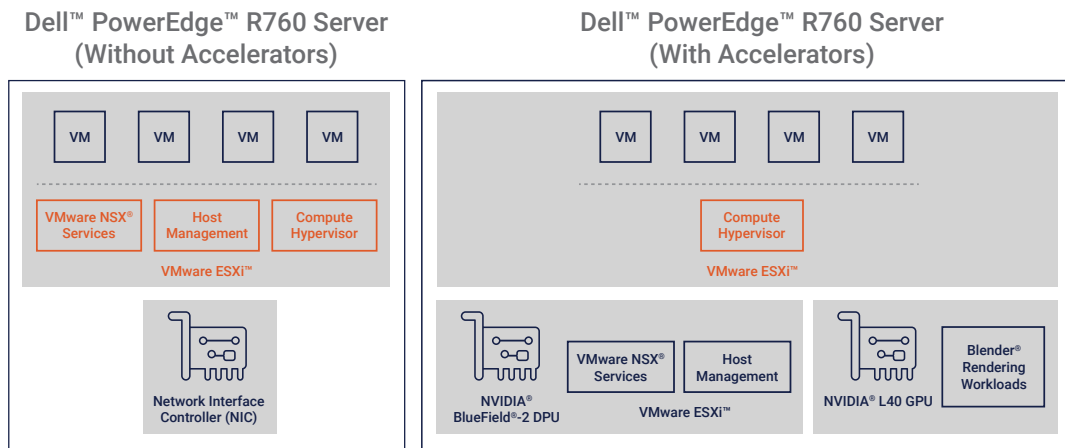 Dell™ PowerEdge™ R760 Server
(Without Accelerators)
VM
VM
VM
VM
VMware NSX®
Services
Host
Management
Compute
Hypervisor
VMware ESXi™
Network Interface
Controller (NIC)
Dell™ PowerEdge™ R760 Server
(With Accelerators)
VM
VM
VM
VM
Compute
Hypervisor
VMware ESXi™
NVIDIA®
BlueField®-2 DPU
VMware NSX®
Services
Host
Management
VMware ESXi™
NVIDIA® L40 GPU
Blender®
Rendering
Workloads